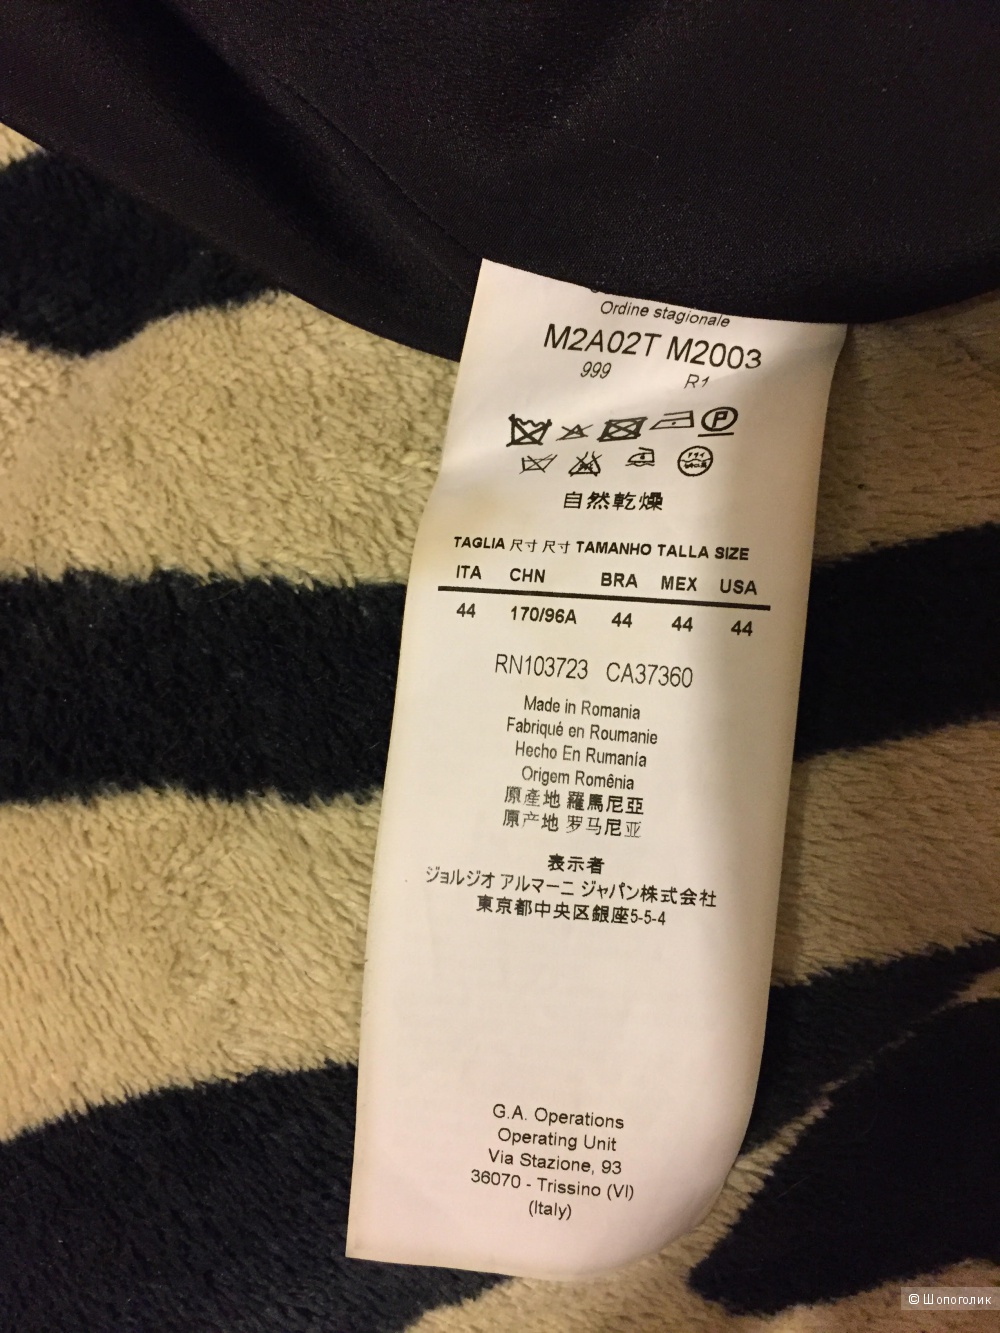 Ordine stagionale
M2A02T M2003
999 R1
P
自然乾燥
TAGLIA 尺寸 尺寸 TAMANHO TALLA SIZE
ITA CHN BRA MEX USA
44 170/96A 44 44 44
RN103723 CA37360
Made in Romania
Fabriqué en Roumanie
Hecho En Rumanía
Origem Romênia
原產地 羅馬尼亞
原产地 罗马尼亚
表示者
ジョルジオ アルマーニ ジャパン株式会社
東京都中央区銀座5-5-4
G.A. Operations
Operating Unit
Via Stazione, 93
36070 - Trissino (VI)
(Italy)
© Шопоголик